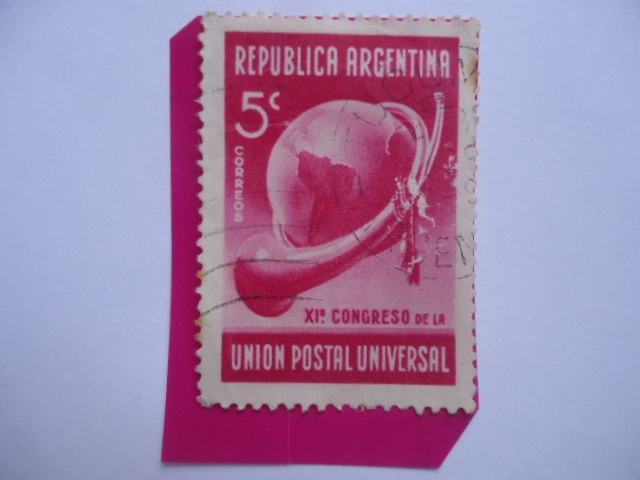 REPUBLICA ARGENTINA
5c
CORREOS
XIº CONGRESO DE LA
UNION POSTAL UNIVERSAL